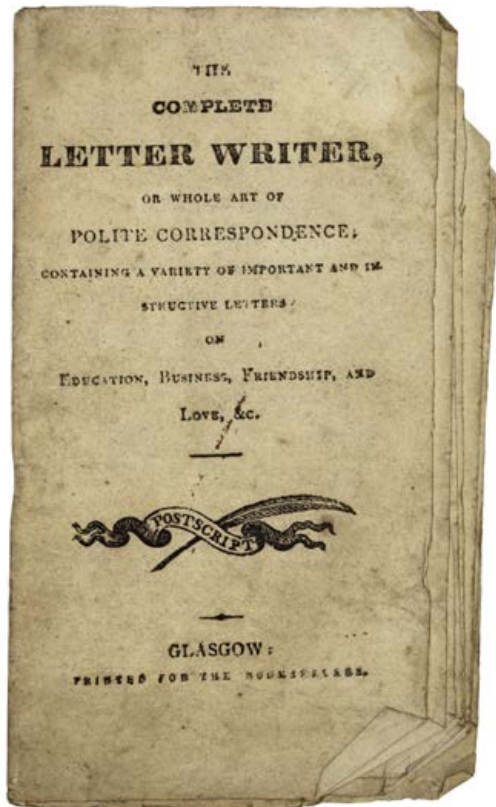 THE
COMPLETE
LETTER WRITER,
OR WHOLE ART OF
POLITE CORRESPONDENCE;
CONTAINING A VARIETY OF IMPORTANT AND IN-
STRUCTIVE LETTERS
ON
EDUCATION, BUSINESS, FRIENDSHIP, AND
LOVE, &c.
POSTSCRIPT
GLASGOW:
PRINTED FOR THE BOOKSELLERS.